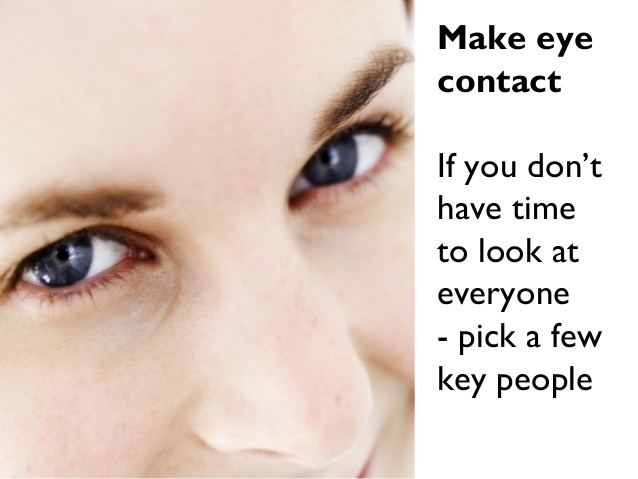 Make eye
contact
If you don’t
have time
to look at
everyone
- pick a few
key people